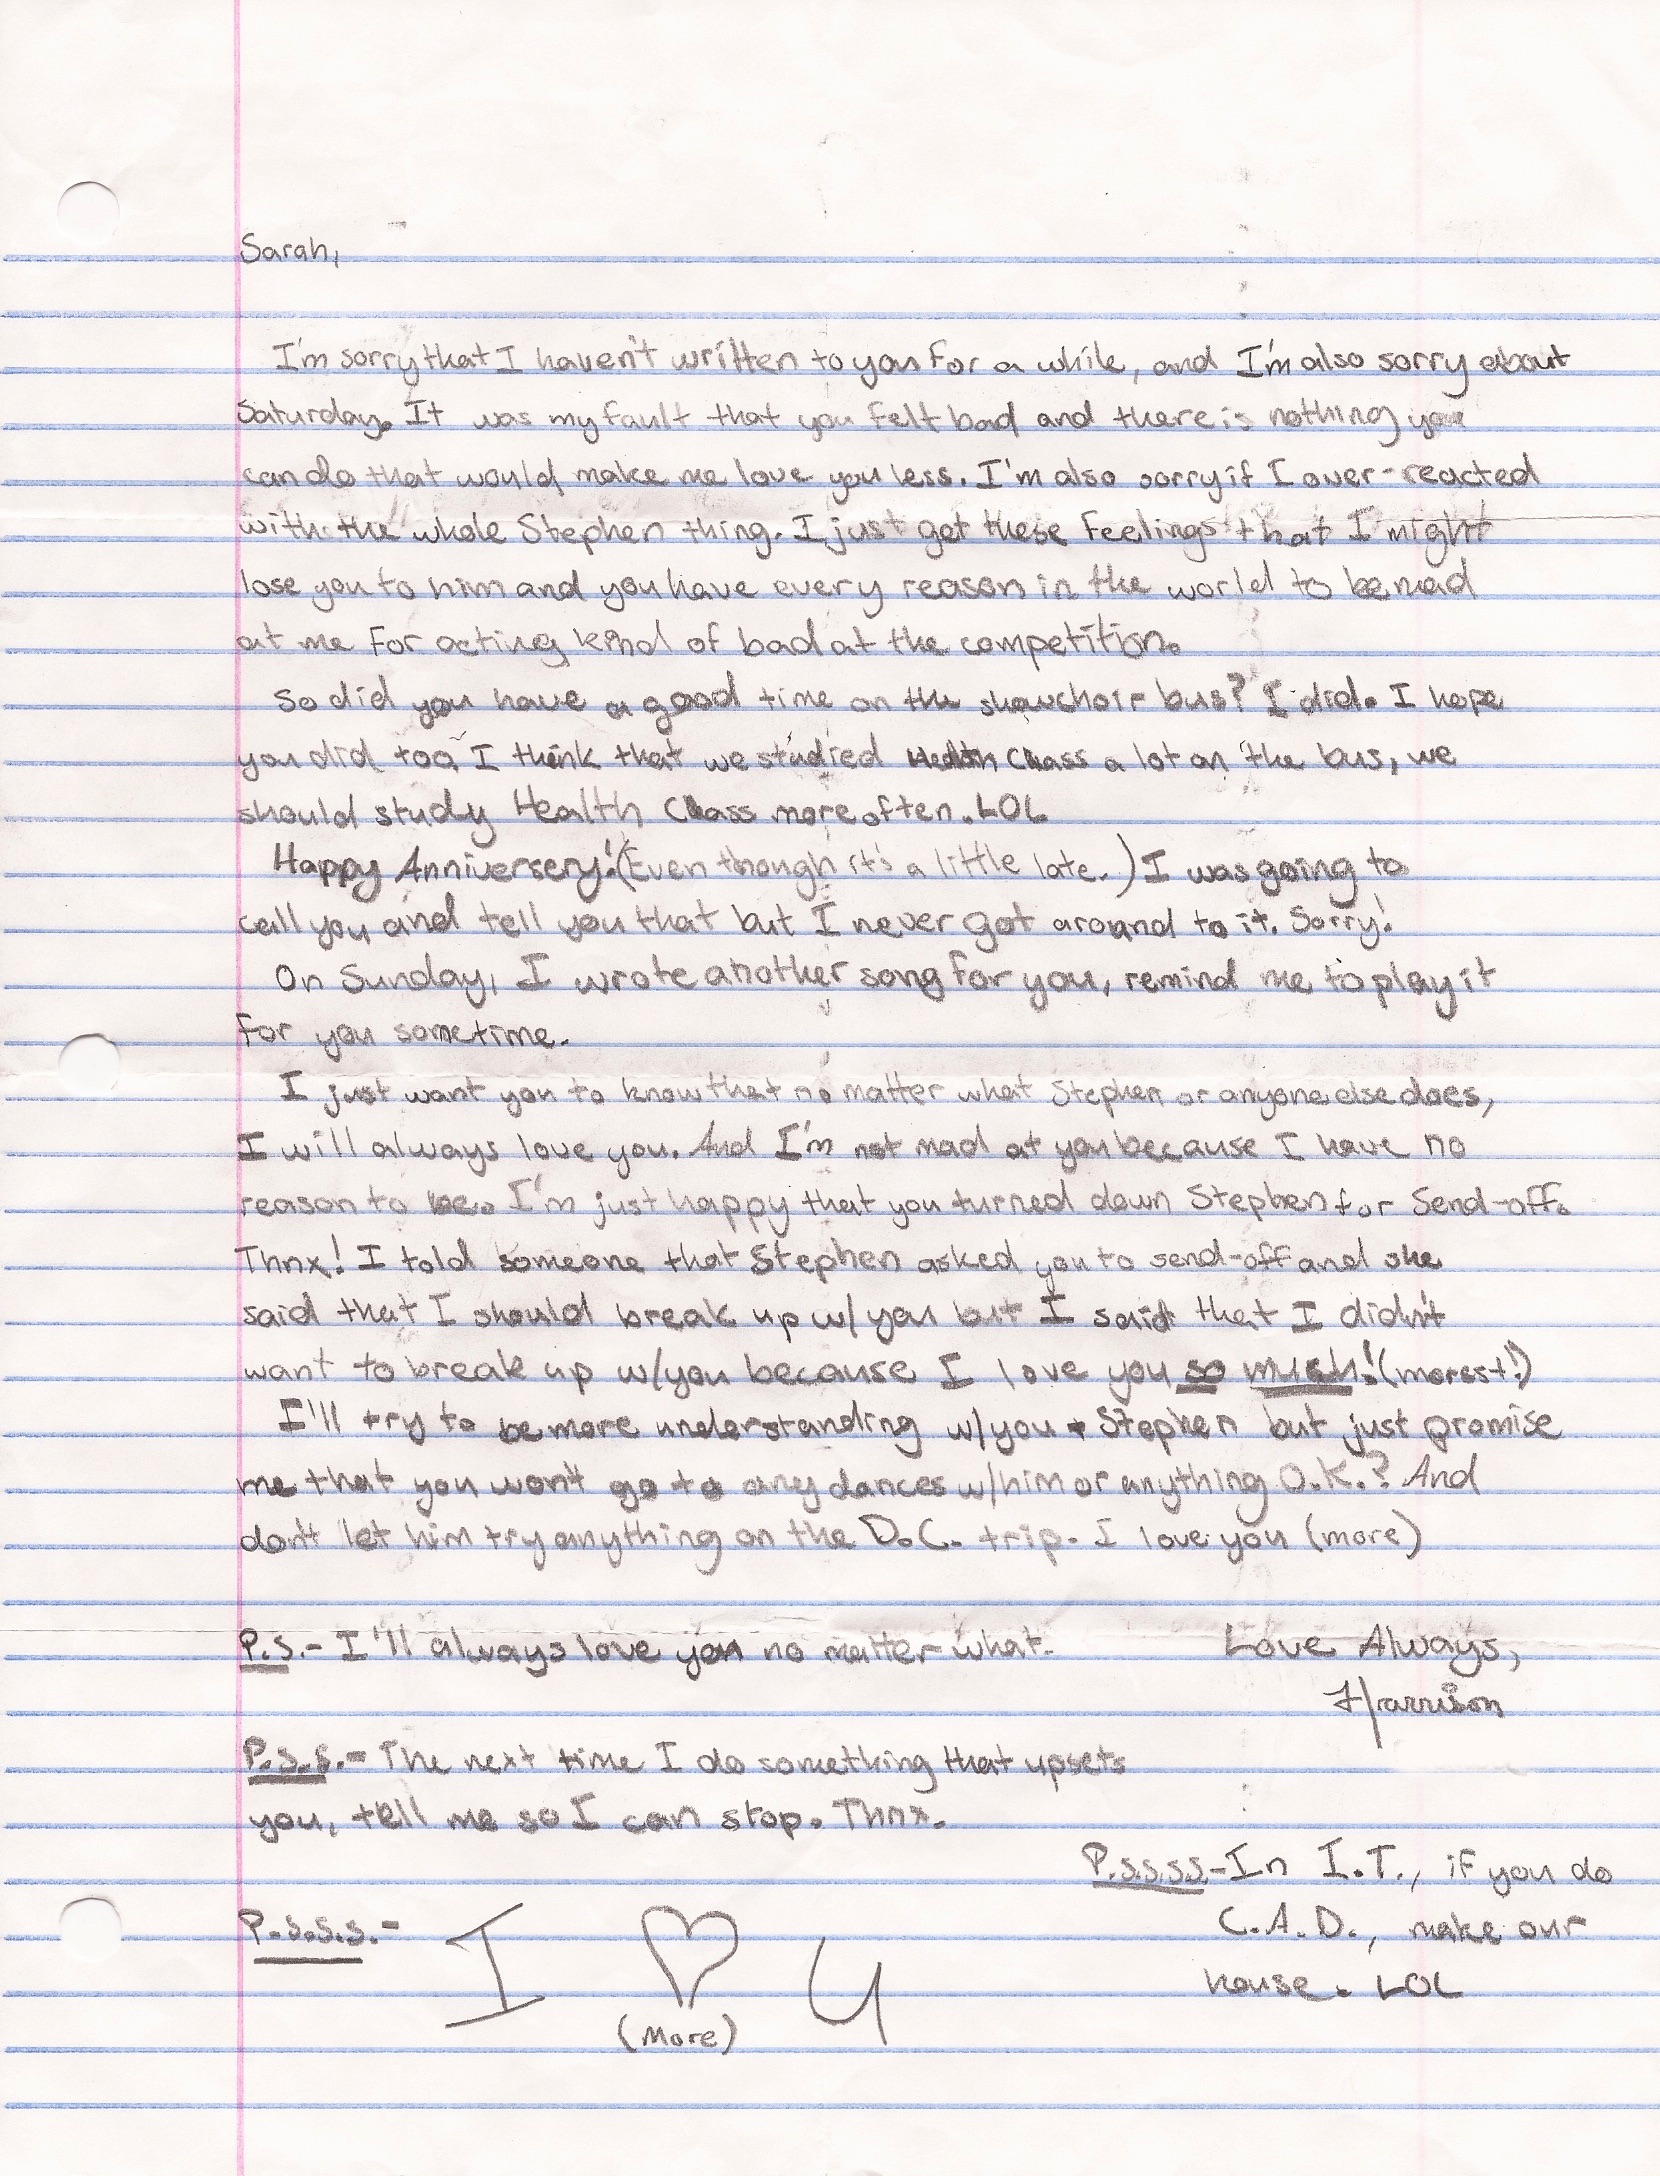 Sarah,
I'm sorry that I haven't written to you for a while, and I'm also sorry about
Saturday. It was my fault that you felt bad and there is nothing you
can do that would make me love you less. I'm also sorry if I over-reacted
with the whole Stephen thing. I just get these feelings that I might
lose you to him and you have every reason in the world to be mad
at me for acting kind of bad at the competition.
So did you have a good time on the showchoir bus? I did. I hope
you did too. I think that we studied Health Class a lot on the bus, we
should study Health Class more often. LOL
Happy Anniversery! (Even though it's a little late.) I was going to
call you and tell you that but I never got around to it. Sorry!
On Sunday, I wrote another song for you, remind me to play it
for you sometime.
I just want you to know that no matter what Stephen or anyone else does,
I will always love you. And I'm not mad at you because I have no
reason to be. I'm just happy that you turned down Stephen for Send-off.
Thnx! I told someone that Stephen asked you to send-off and she
said that I should break up w/you but I said that I didn't
want to break up w/you because I love you so much! (morest!)
I'll try to be more understanding w/you + Stephen but just promise
me that you won't go to any dances w/him or anything O.K.? And
don't let him try anything on the D.C. trip. I love you (more)
P.S.- I'll always love you no matter what.
Love Always,
Harrison
P.S.S.- The next time I do something that upsets
you, tell me so I can stop. Thnx.
P.S.S.S.- I ♡ U
(More)
P.S.S.S.S.-In I.T., if you do
C.A.D., make our
house. LOL